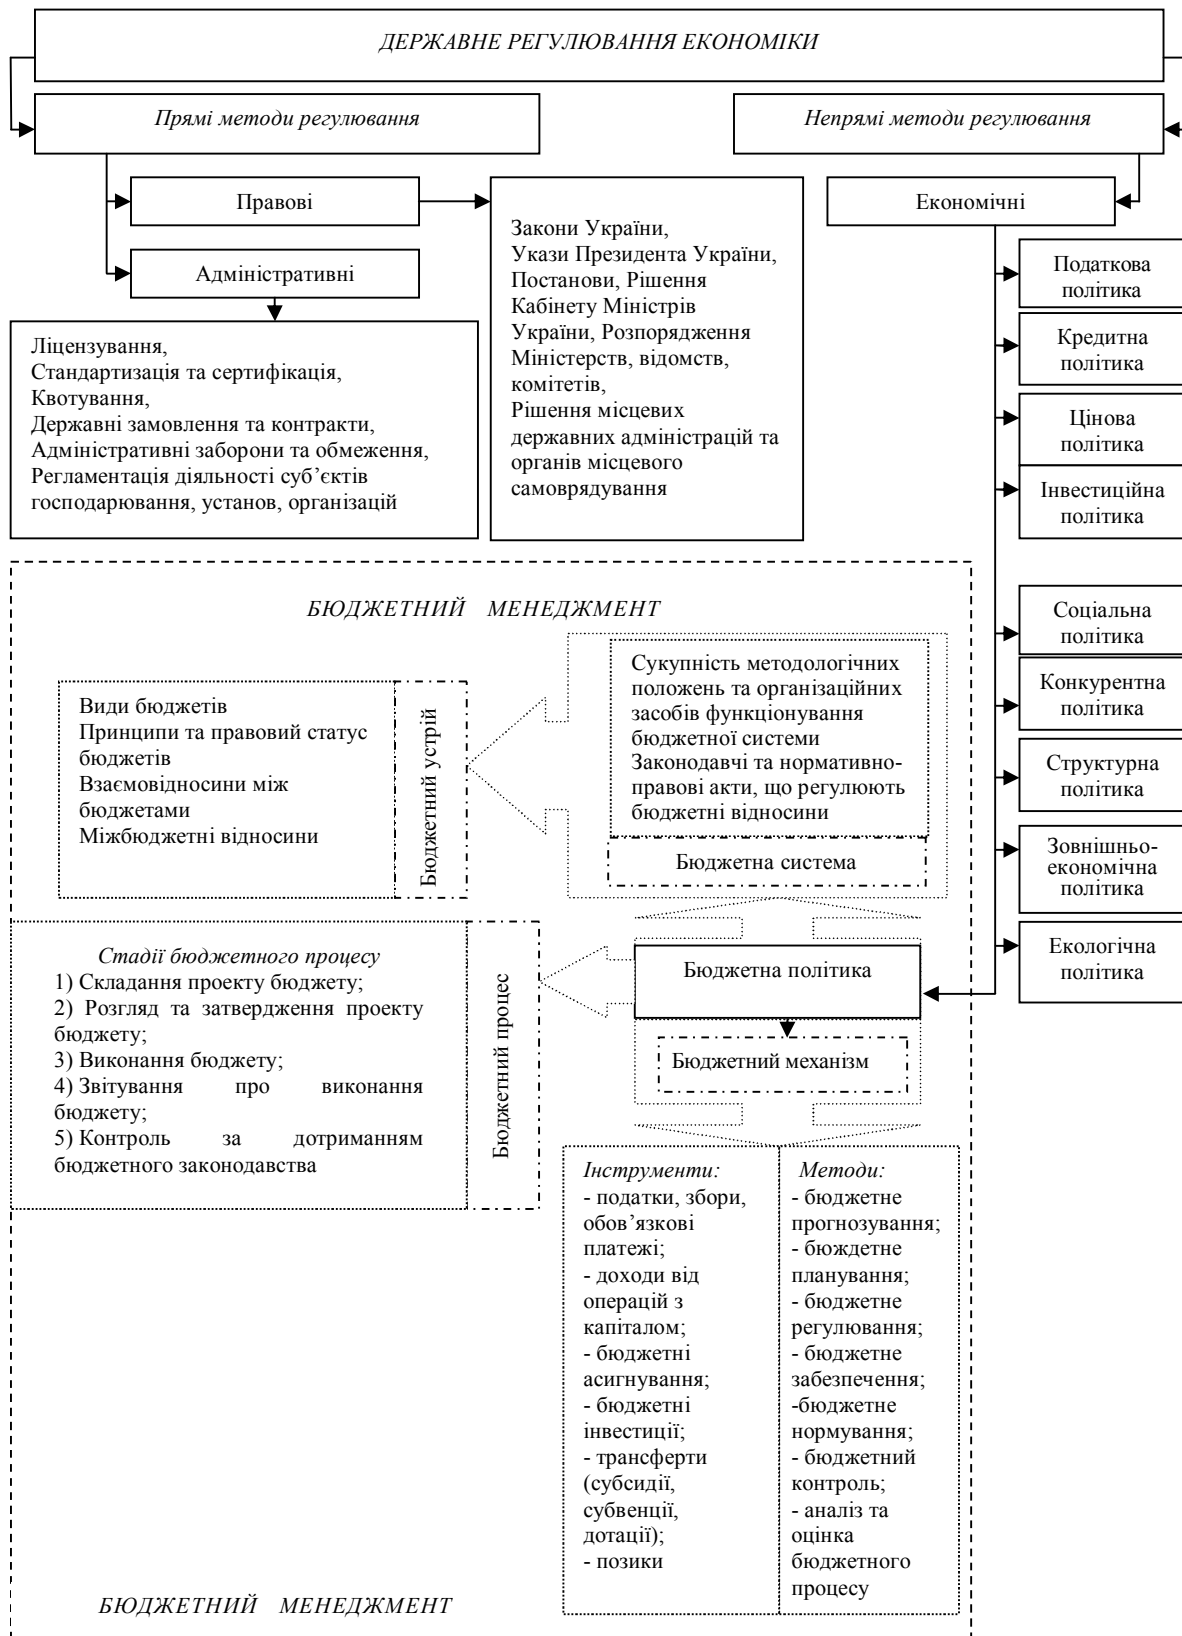 ДЕРЖАВНЕ РЕГУЛЮВАННЯ ЕКОНОМІКИ
Прямі методи регулювання
Непрямі методи регулювання
Правові
Економічні
Адміністративні
Закони України,
Укази Президента України,
Постанови, Рішення
Кабінету Міністрів
України, Розпорядження
Міністерств, відомств,
комітетів,
Рішення місцевих
державних адміністрацій та
органів місцевого
самоврядування
Ліцензування,
Стандартизація та сертифікація,
Квотування,
Державні замовлення та контракти,
Адміністративні заборони та обмеження,
Регламентація діяльності суб’єктів
господарювання, установ, організацій
Податкова
політика
Кредитна
політика
Цінова
політика
Інвестиційна
політика
Соціальна
політика
Конкурентна
політика
Структурна
політика
Зовнішньо-
економічна
політика
Екологічна
політика
БЮДЖЕТНИЙ МЕНЕДЖМЕНТ
Сукупність методологічних
положень та організаційних
засобів функціонування
бюджетної системи
Законодавчі та нормативно-
правові акти, що регулюють
бюджетні відносини
Бюджетна система
Види бюджетів
Принципи та правовий статус
бюджетів
Взаємовідносини між
бюджетами
Міжбюджетні відносини
Бюджетний устрій
Стадії бюджетного процесу
1) Складання проекту бюджету;
2) Розгляд та затвердження проекту
бюджету;
3) Виконання бюджету;
4) Звітування про виконання
бюджету;
5) Контроль за дотриманням
бюджетного законодавства
Бюджетний процес
Бюджетна політика
Бюджетний механізм
Інструменти:
- податки, збори,
обов’язкові
платежі;
- доходи від
операцій з
капіталом;
- бюджетні
асигнування;
- бюджетні
інвестиції;
- трансферти
(субсидії,
субвенції,
дотації);
- позики
Методи:
- бюджетне
прогнозування;
- бюждетне
планування;
- бюджетне
регулювання;
- бюджетне
забезпечення;
-бюджетне
нормування;
- бюджетний
контроль;
- аналіз та
оцінка
бюджетного
процесу
БЮДЖЕТНИЙ МЕНЕДЖМЕНТ